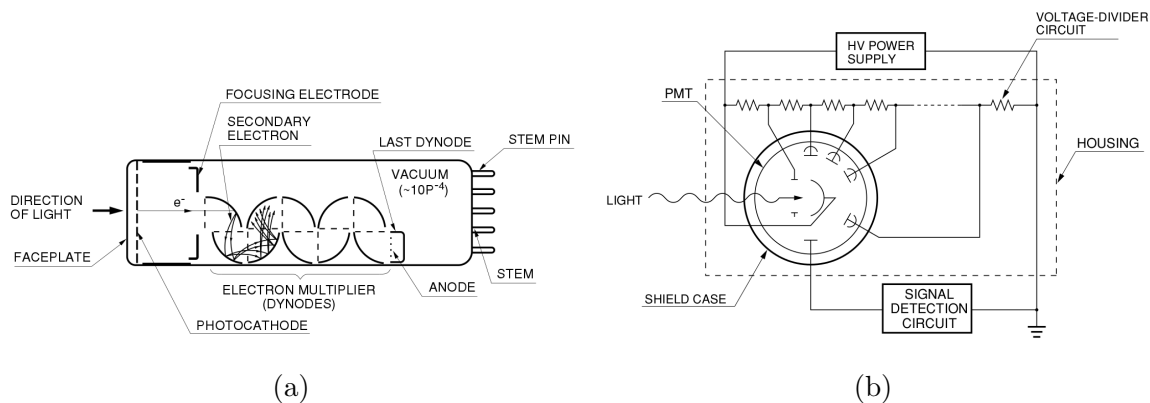 FOCUSING ELECTRODE
SECONDARY
ELECTRON
LAST DYNODE
STEM PIN
VACUUM
(~10P⁻⁴)
DIRECTION
OF LIGHT
e⁻
FACEPLATE
STEM
ELECTRON MULTIPLIER
(DYNODES)
ANODE
PHOTOCATHODE
(a)
VOLTAGE-DIVIDER
CIRCUIT
HV POWER
SUPPLY
PMT
HOUSING
LIGHT
SHIELD CASE
SIGNAL
DETECTION
CIRCUIT
(b)